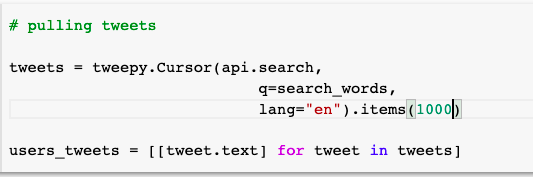 # pulling tweets
tweets = tweepy.Cursor(api.search,
q=search_words,
lang="en").items(1000)
users_tweets = [[tweet.text] for tweet in tweets]